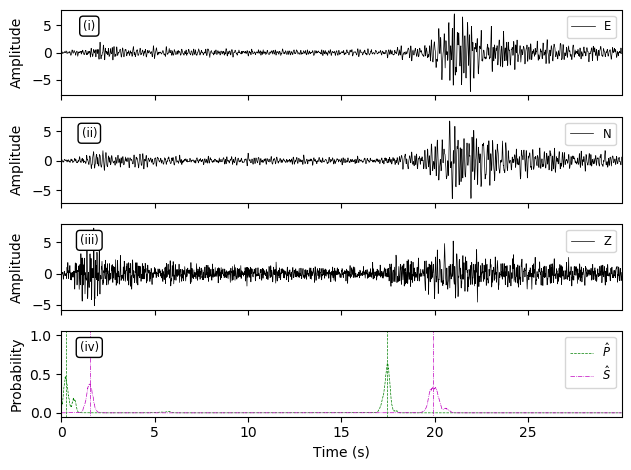 Amplitude
5
0
−5
(i)
E
Amplitude
5
0
−5
(ii)
N
Amplitude
5
0
−5
(iii)
Z
Probability
1.0
0.5
0.0
(iv)
P̂
Ŝ
0 5 10 15 20 25
Time (s)